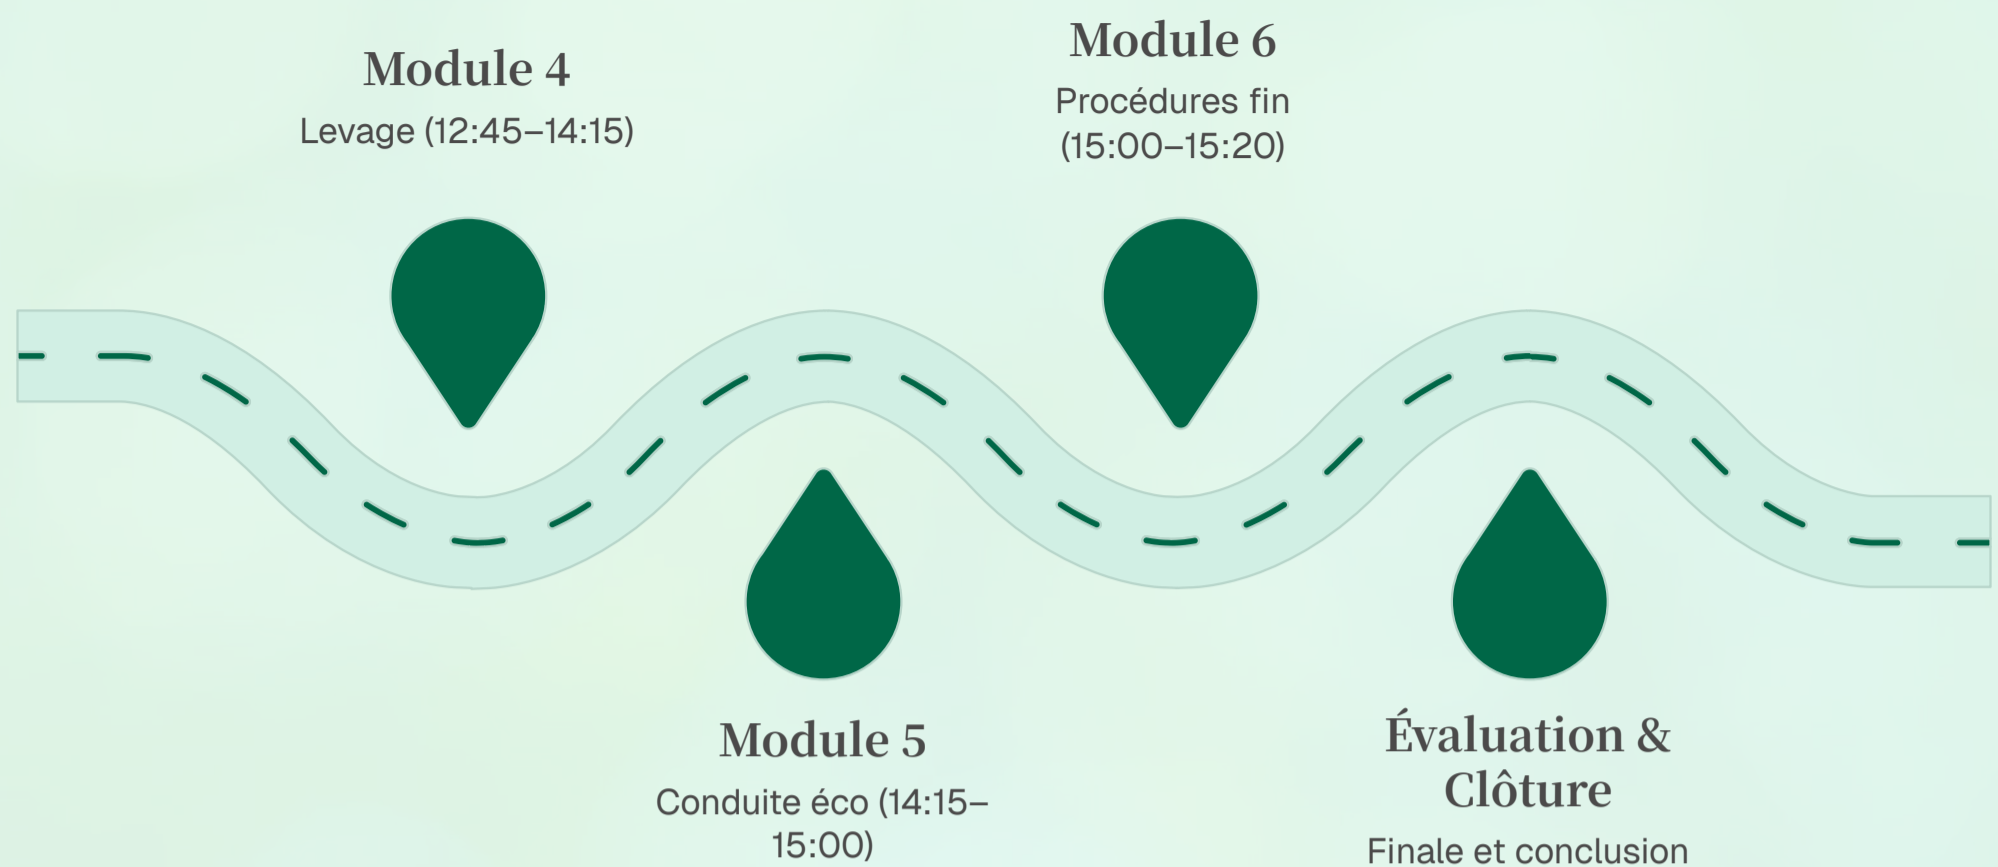 Module 4
Levage (12:45–14:15)
Module 5
Conduite éco (14:15–
15:00)
Module 6
Procédures fin
(15:00–15:20)
Évaluation &
Clôture
Finale et conclusion